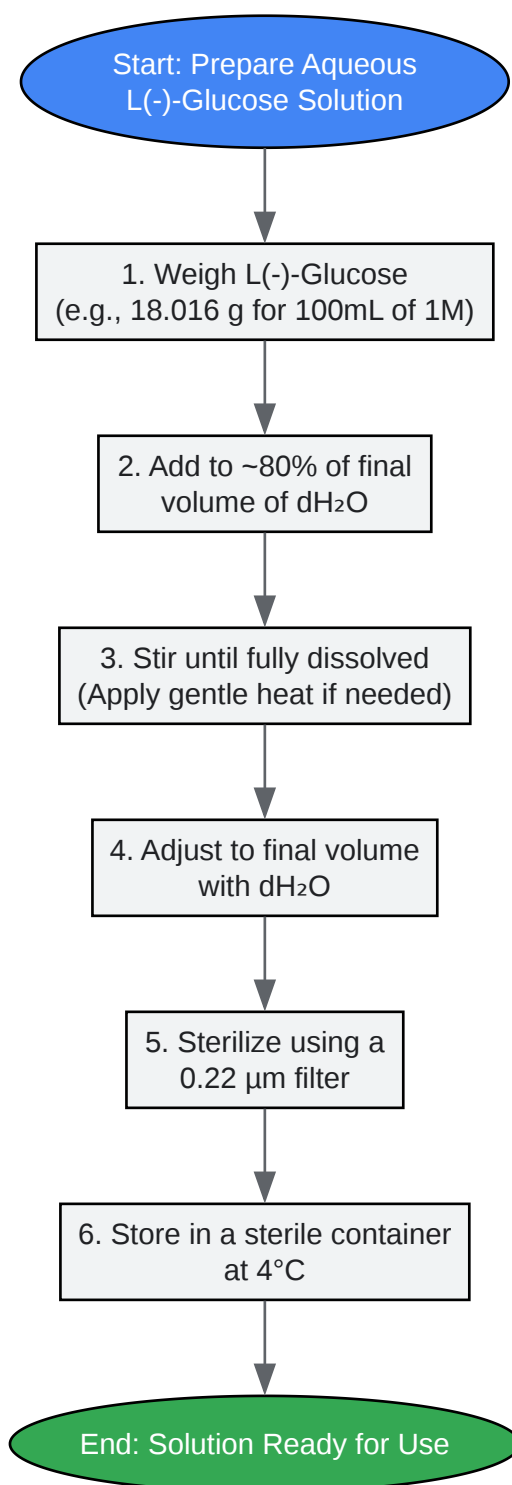 Start: Prepare Aqueous
L(-)-Glucose Solution
1. Weigh L(-)-Glucose
(e.g., 18.016 g for 100mL of 1M)
2. Add to ~80% of final
volume of dH₂O
3. Stir until fully dissolved
(Apply gentle heat if needed)
4. Adjust to final volume
with dH₂O
5. Sterilize using a
0.22 µm filter
6. Store in a sterile container
at 4°C
End: Solution Ready for Use